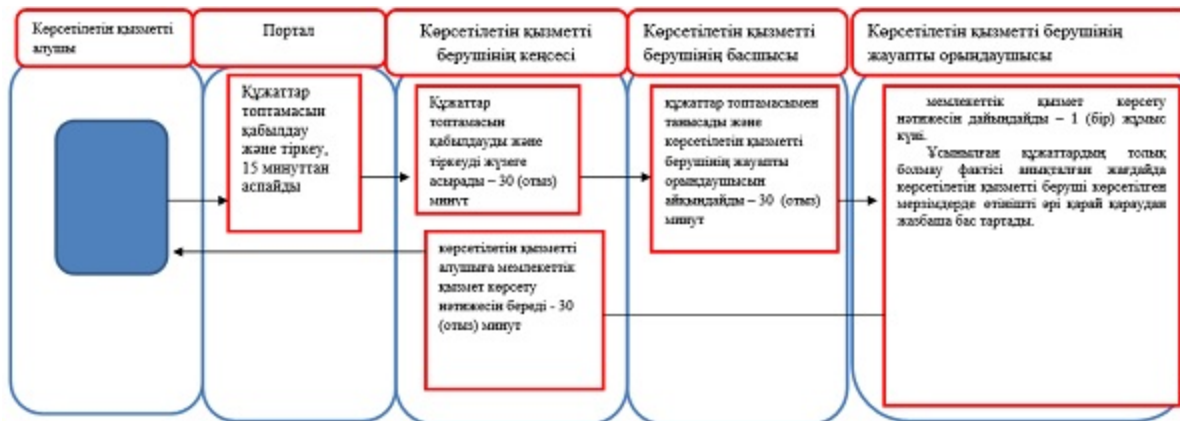 Көрсетілетін қызметті
алушы
Портал
Көрсетілетін қызметті
берушінің кеңсесі
Көрсетілетін қызметті
берушінің басшысы
Көрсетілетін қызметті берушінің
жауапты орындаушысы
Құжаттар
топтамасын
қабылдау
және тіркеу,
15 минуттан
аспайды
Құжаттар
топтамасын
қабылдауды және
тіркеуді жүзеге
асырады – 30 (отыз)
минут
құжаттар топтамасымен
танысады және
көрсетілетін қызметті
берушінің жауапты
орындаушысын
айқындайды – 30 (отыз)
минут
мемлекеттік қызмет көрсету
нәтижесін дайындайды – 1 (бір) жұмыс
күні.
Ұсынылған құжаттардың толық
болмау фактісі анықталған жағдайда
көрсетілетін қызметті беруші көрсетілген
мерзімдерде өтінішті әрі қарай қараудан
жазбаша бас тартады.
көрсетілетін қызметті
алушыға мемлекеттік
қызмет көрсету
нәтижесін береді - 30
(отыз) минут